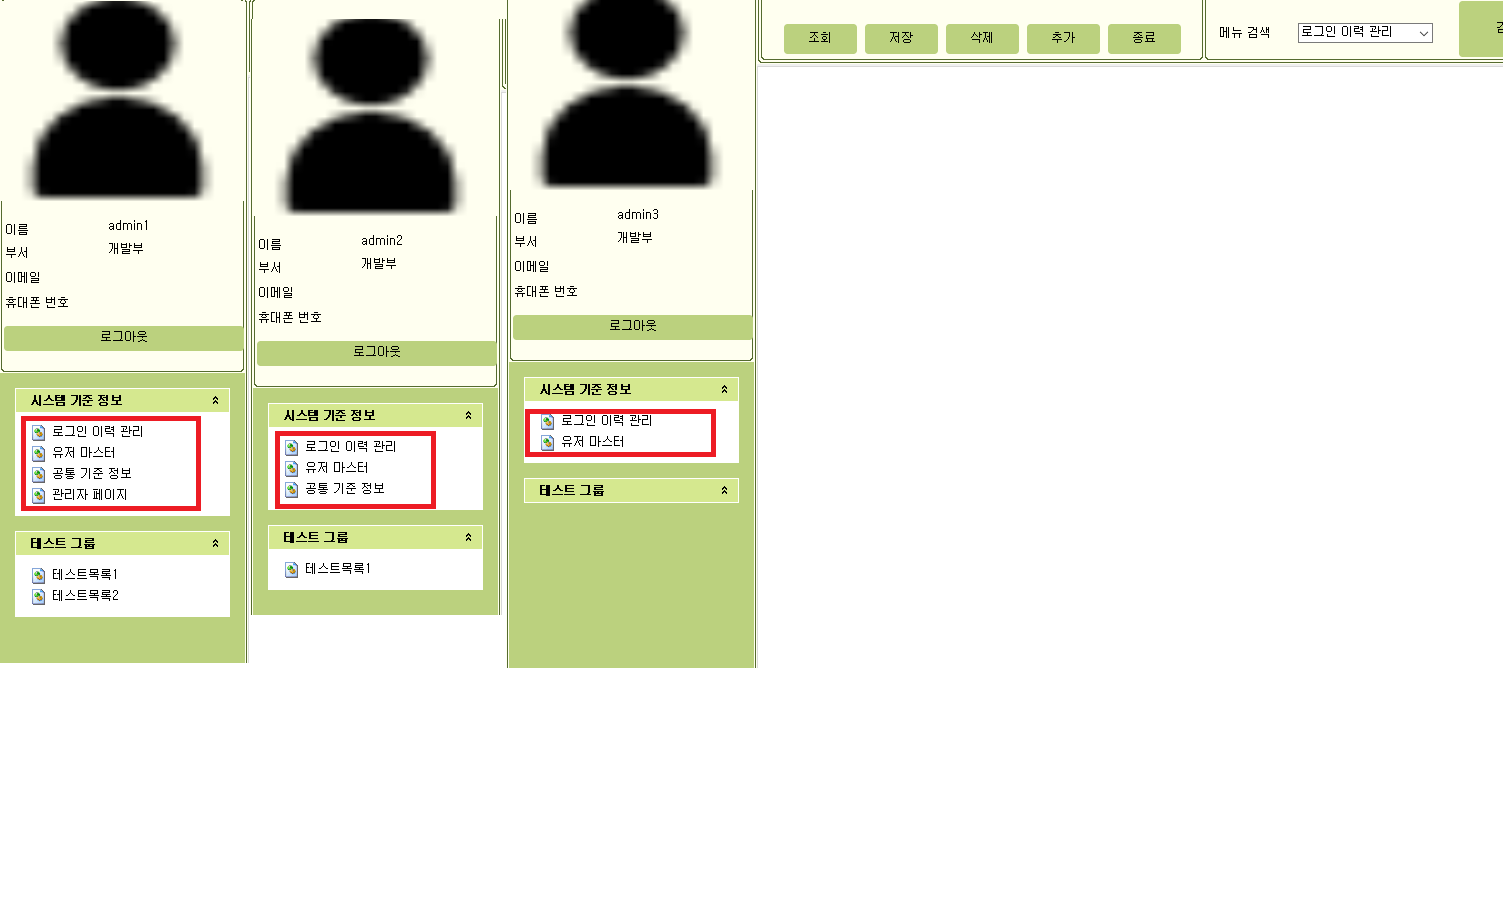 이름 admin1
부서 개발부
이메일
휴대폰 번호
로그아웃
시스템 기준 정보
로그인 이력 관리
유저 마스터
공통 기준 정보
관리자 페이지
테스트 그룹
테스트목록1
테스트목록2
이름 admin2
부서 개발부
이메일
휴대폰 번호
로그아웃
시스템 기준 정보
로그인 이력 관리
유저 마스터
공통 기준 정보
테스트 그룹
테스트목록1
이름 admin3
부서 개발부
이메일
휴대폰 번호
로그아웃
시스템 기준 정보
로그인 이력 관리
유저 마스터
테스트 그룹
조회 저장 삭제 추가 종료
메뉴 검색 로그인 이력 관리